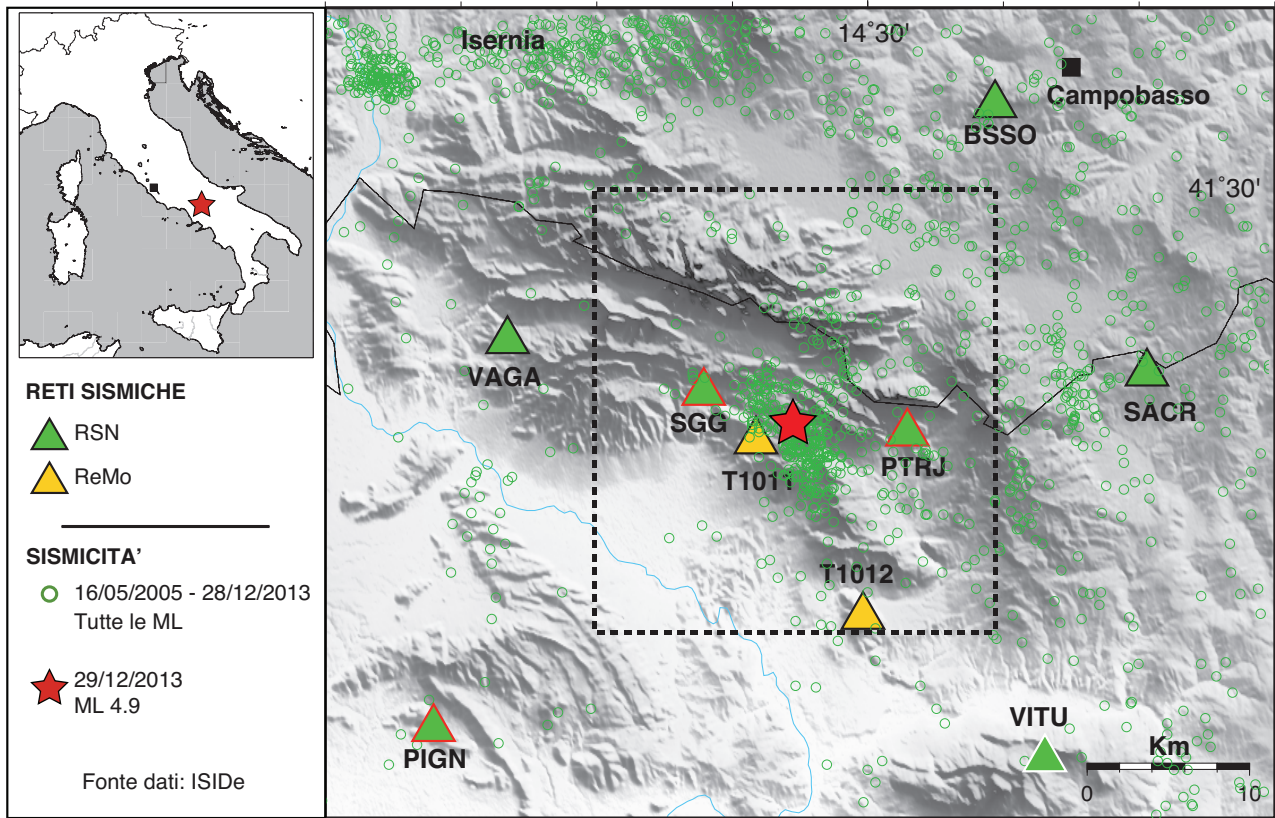 RETI SISMICHE
RSN
ReMo
SISMICITA'
16/05/2005 - 28/12/2013
Tutte le ML
29/12/2013
ML 4.9
Fonte dati: ISIDe
Isernia
14˚30'
Campobasso
BSSO
41˚30'
VAGA
SGG
SACR
T1011
PTRJ
T1012
VITU
PIGN
Km
0
10